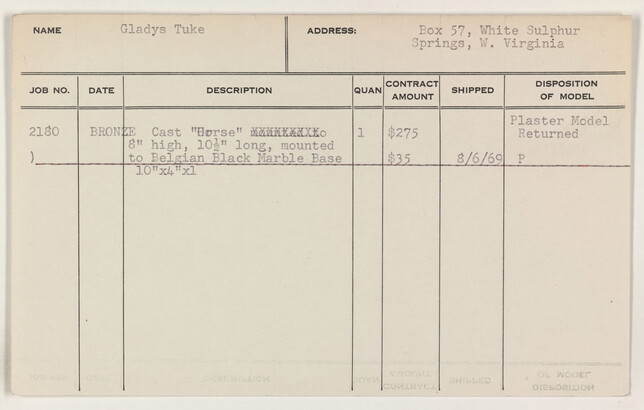 NAME Gladys Tuke ADDRESS: Box 57, White Sulphur
Springs, W. Virginia
JOB NO. DATE DESCRIPTION QUAN CONTRACT AMOUNT SHIPPED DISPOSITION OF MODEL
Plaster Model
2180 BRONZE Cast "Horse" 1 $275 Returned
8" high, 10½" long, mounted
) to Belgian Black Marble Base $35 8/6/69 P
10"x4"x1